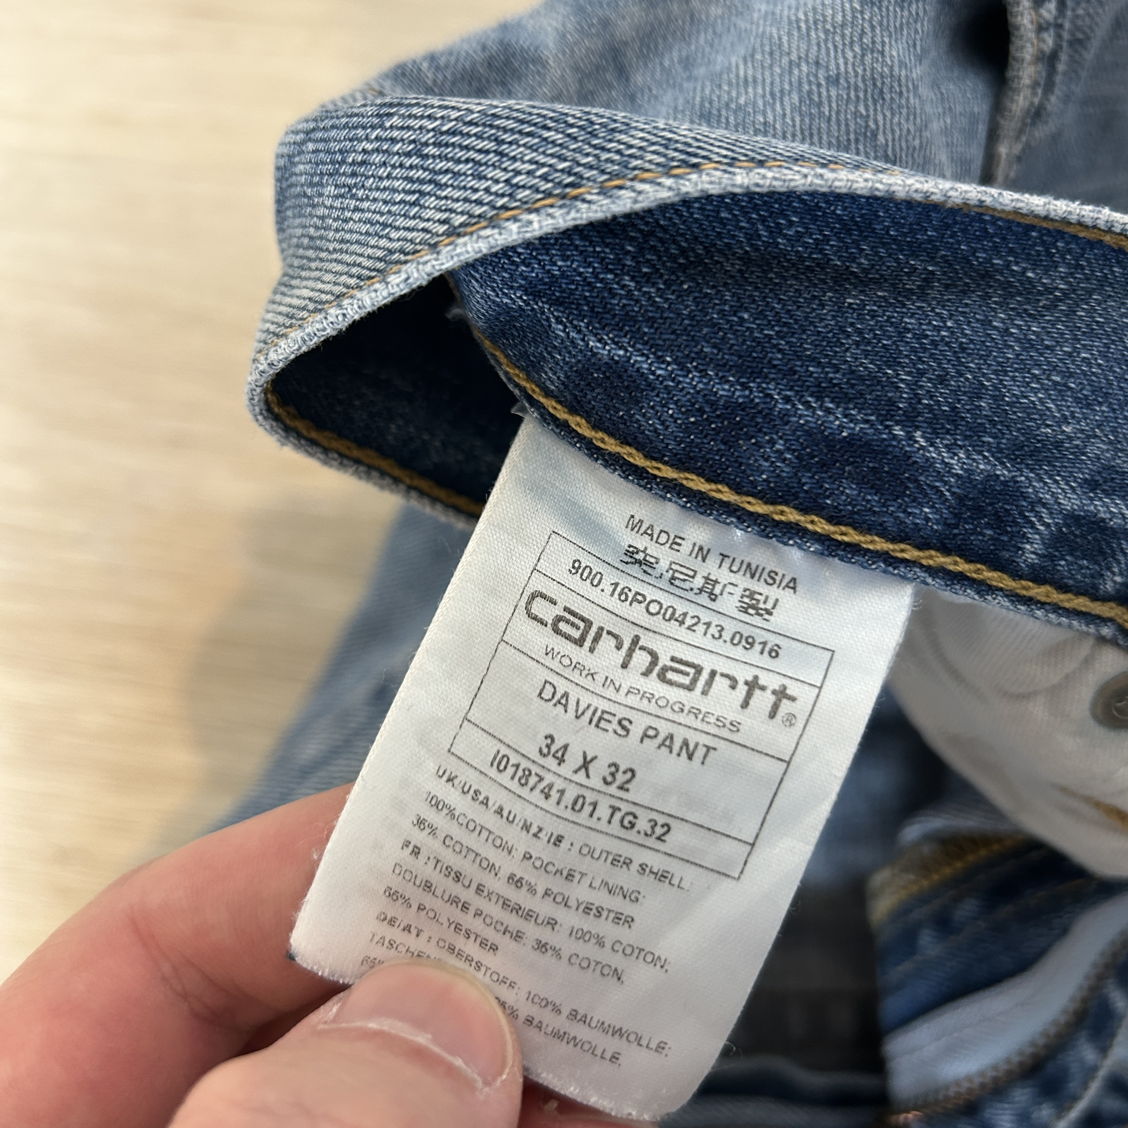 MADE IN TUNISIA
突尼斯 製
900.16PO04213.0916
carhartt®
WORK IN PROGRESS
DAVIES PANT
34 X 32
I018741.01.TG.32
UK/USA/AU/NZ/IE : OUTER SHELL:
100%COTTON; POCKET LINING:
35% COTTON, 65% POLYESTER
FR : TISSU EXTERIEUR: 100% COTON;
DOUBLURE POCHE: 35% COTON,
65% POLYESTER
DE/AT : OBERSTOFF: 100% BAUMWOLLE;
BAUMWOLLE,